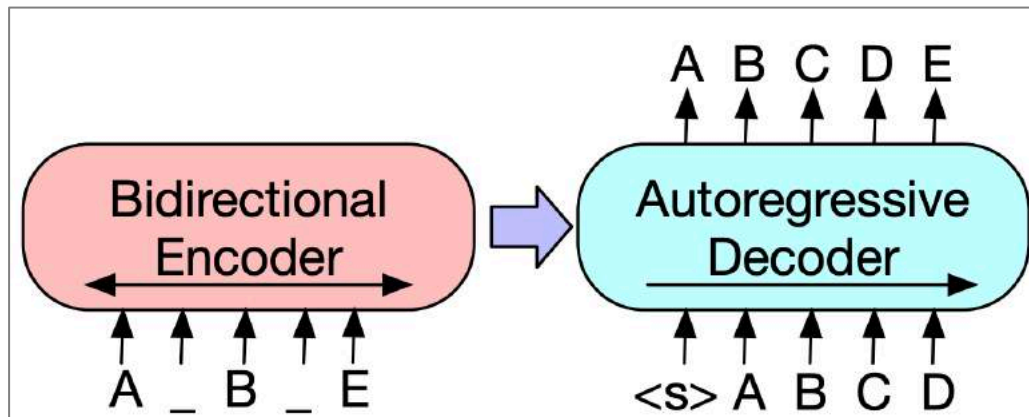 A B C D E
Bidirectional
Encoder
Autoregressive
Decoder
A _ B _ E
<s> A B C D